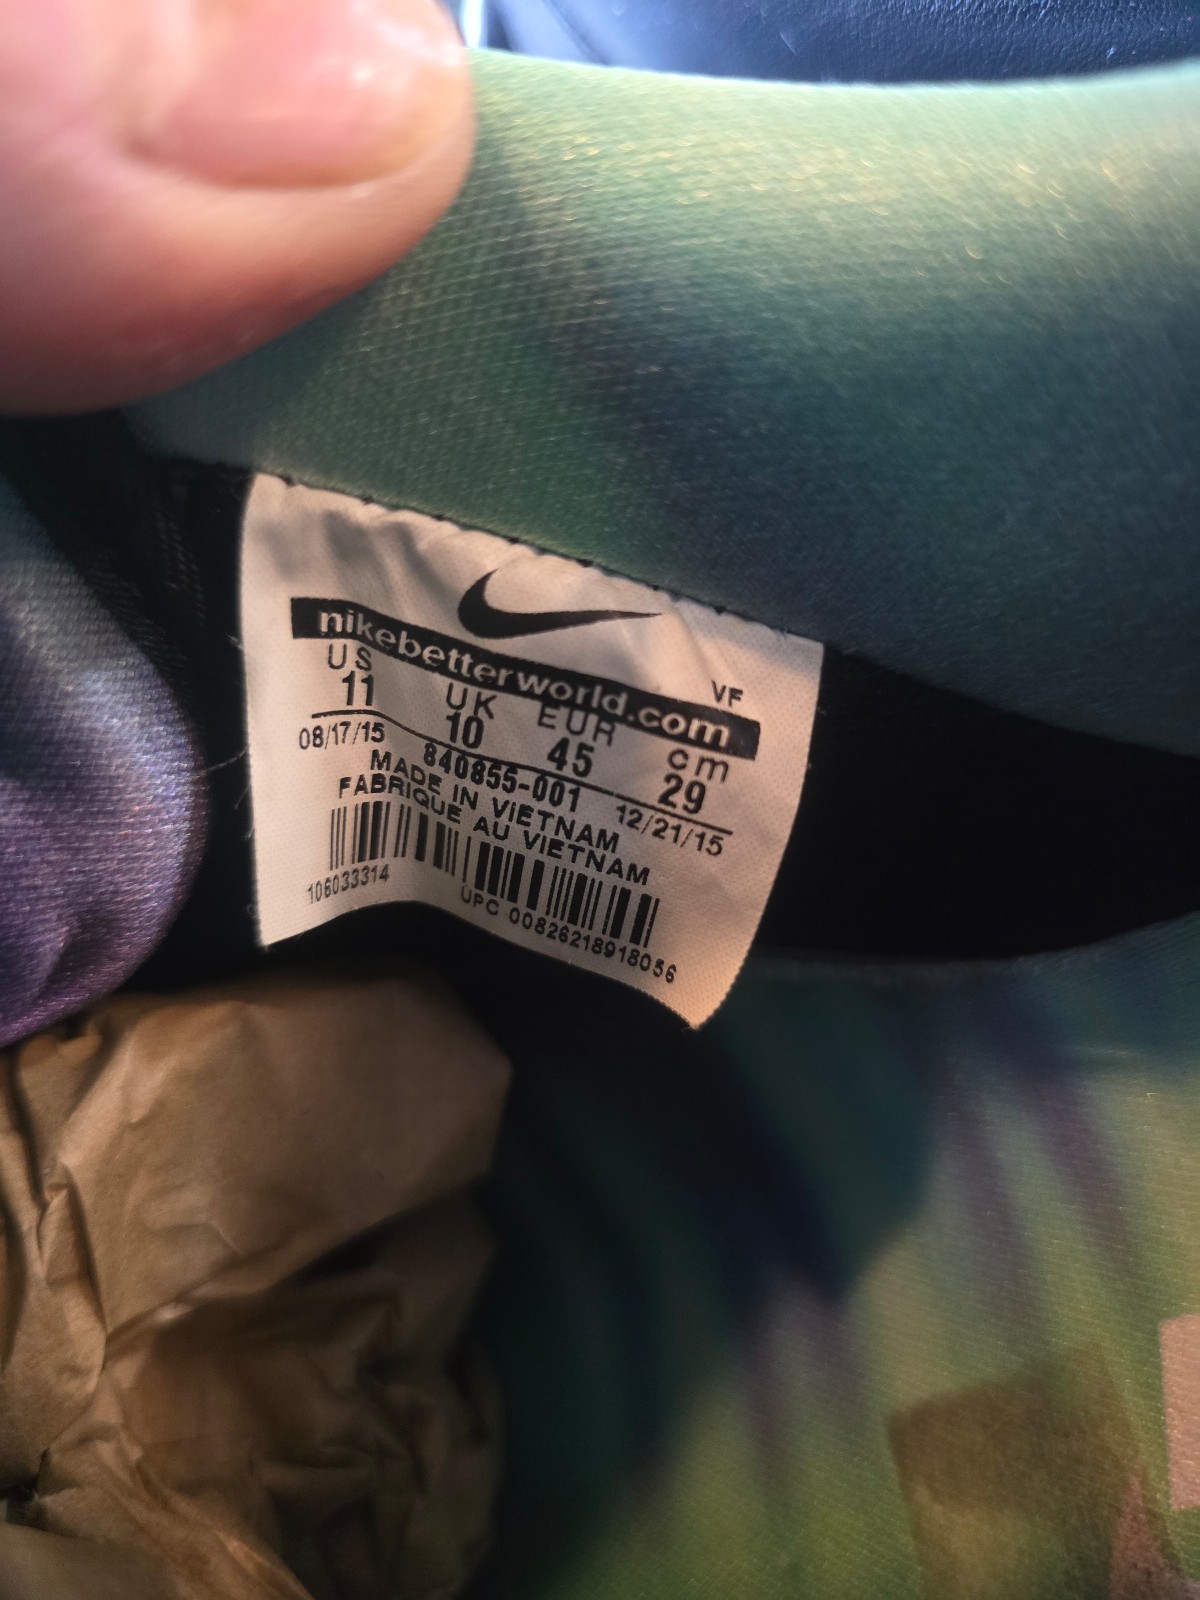 nikebetterworld.com
VF
US UK EUR cm
11 10 45 29
08/17/15 840855-001 12/21/15
MADE IN VIETNAM
FABRIQUE AU VIETNAM
106033314 UPC 00826218918056